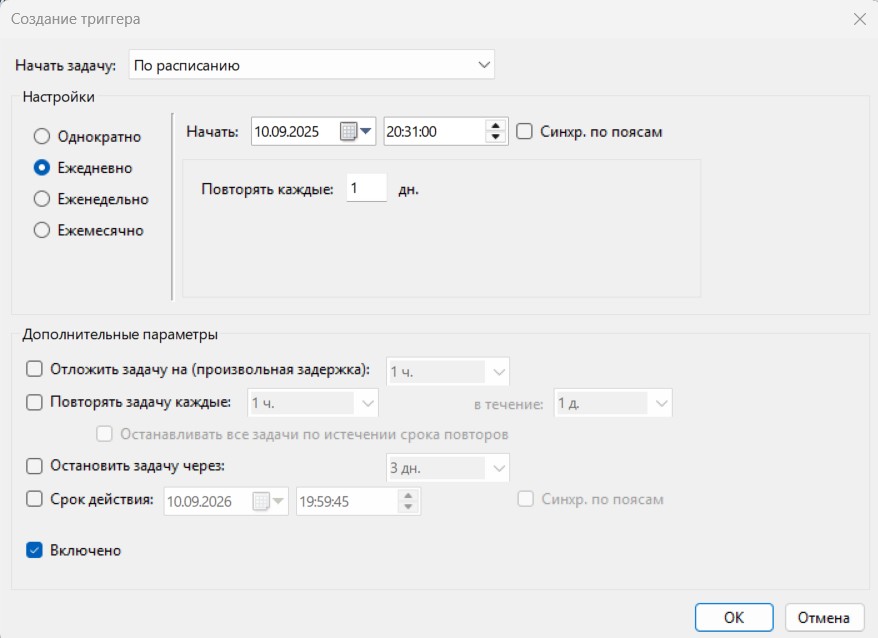 Создание триггера
Начать задачу: По расписанию
Настройки
Однократно
Ежедневно
Еженедельно
Ежемесячно
Начать: 10.09.2025 20:31:00 Синхр. по поясам
Повторять каждые: 1 дн.
Дополнительные параметры
Отложить задачу на (произвольная задержка): 1 ч.
Повторять задачу каждые: 1 ч. в течение: 1 д.
Останавливать все задачи по истечении срока повторов
Остановить задачу через: 3 дн.
Срок действия: 10.09.2026 19:59:45 Синхр. по поясам
Включено
ОК Отмена